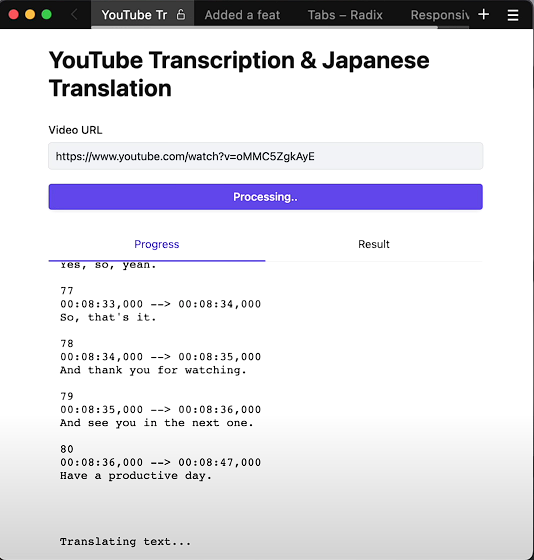 YouTube Tr
Added a feat
Tabs – Radix
Responsiv
YouTube Transcription & Japanese
Translation
Video URL
https://www.youtube.com/watch?v=oMMC5ZgkAyE
Processing..
Progress
Result
Yes, so, yeah.
77
00:08:33,000 --> 00:08:34,000
So, that's it.
78
00:08:34,000 --> 00:08:35,000
And thank you for watching.
79
00:08:35,000 --> 00:08:36,000
And see you in the next one.
80
00:08:36,000 --> 00:08:47,000
Have a productive day.
Translating text...